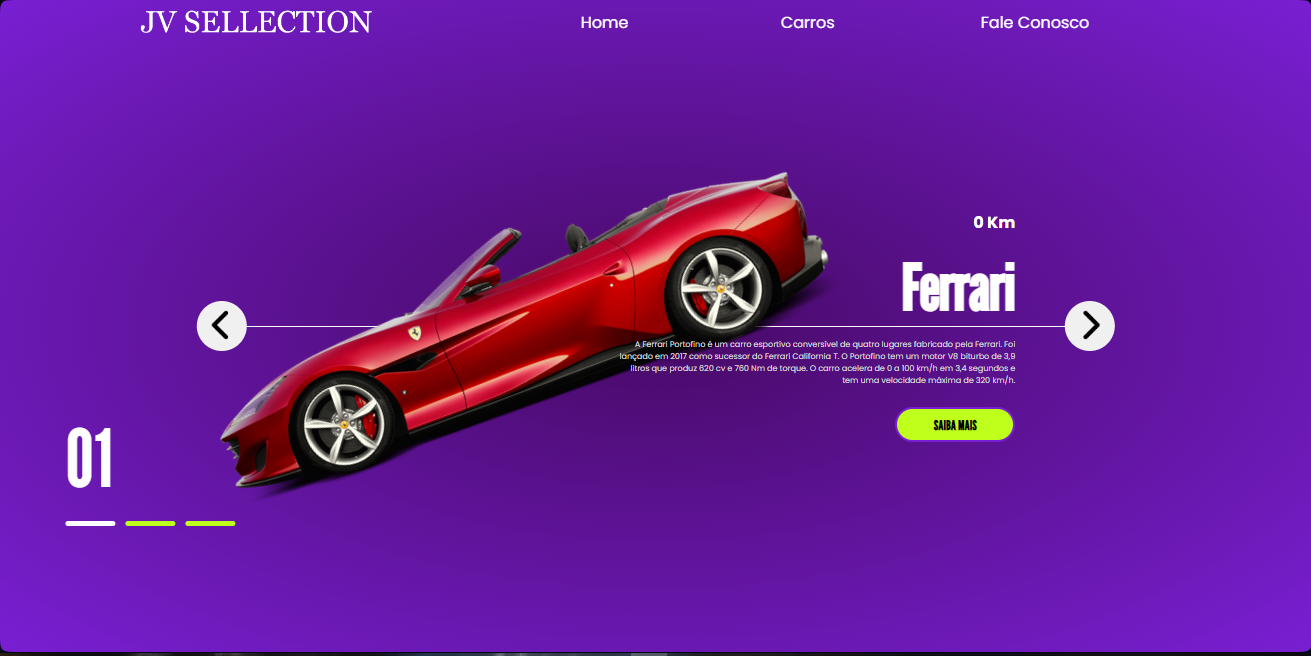 JV SELLECTION
Home
Carros
Fale Conosco
0 Km
Ferrari
A Ferrari Portofino é um carro esportivo conversível de quatro lugares fabricado pela Ferrari. Foi
lançado em 2017 como sucessor do Ferrari California T. O Portofino tem um motor V8 biturbo de 3,9
litros que produz 620 cv e 760 Nm de torque. O carro acelera de 0 a 100 km/h em 3,4 segundos e
tem uma velocidade máxima de 320 km/h.
SAIBA MAIS
01